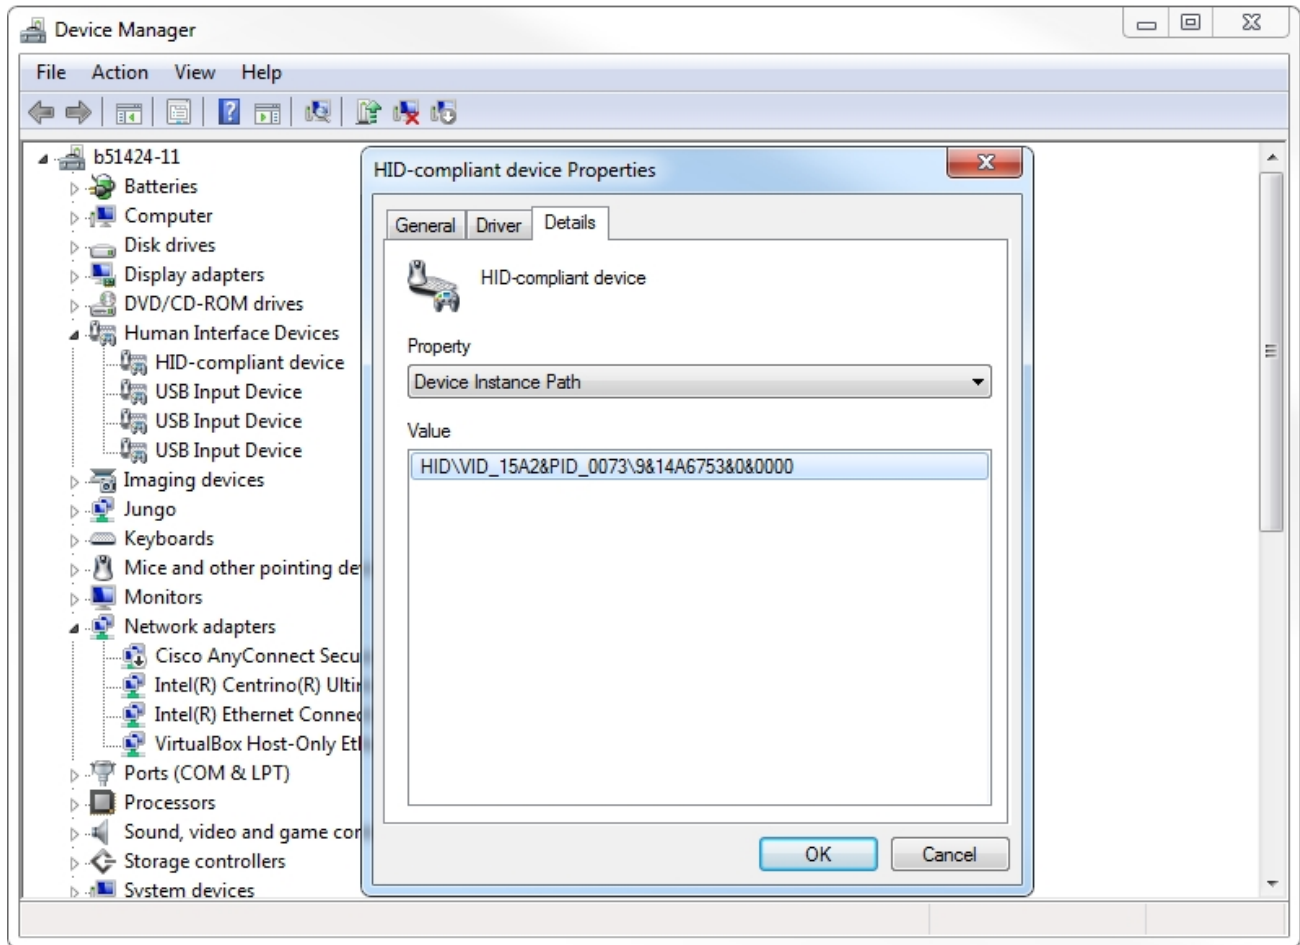 Device Manager
File Action View Help
b51424-11
Batteries
Computer
Disk drives
Display adapters
DVD/CD-ROM drives
Human Interface Devices
HID-compliant device
USB Input Device
USB Input Device
USB Input Device
Imaging devices
Jungo
Keyboards
Mice and other pointing de
Monitors
Network adapters
Cisco AnyConnect Secu
Intel(R) Centrino(R) Ulti
Intel(R) Ethernet Connec
VirtualBox Host-Only Et
Ports (COM & LPT)
Processors
Sound, video and game cor
Storage controllers
System devices
HID-compliant device Properties
General Driver Details
HID-compliant device
Property
Device Instance Path
Value
HID\VID_15A2&PID_0073\9&14A6753&0&0000
OK Cancel